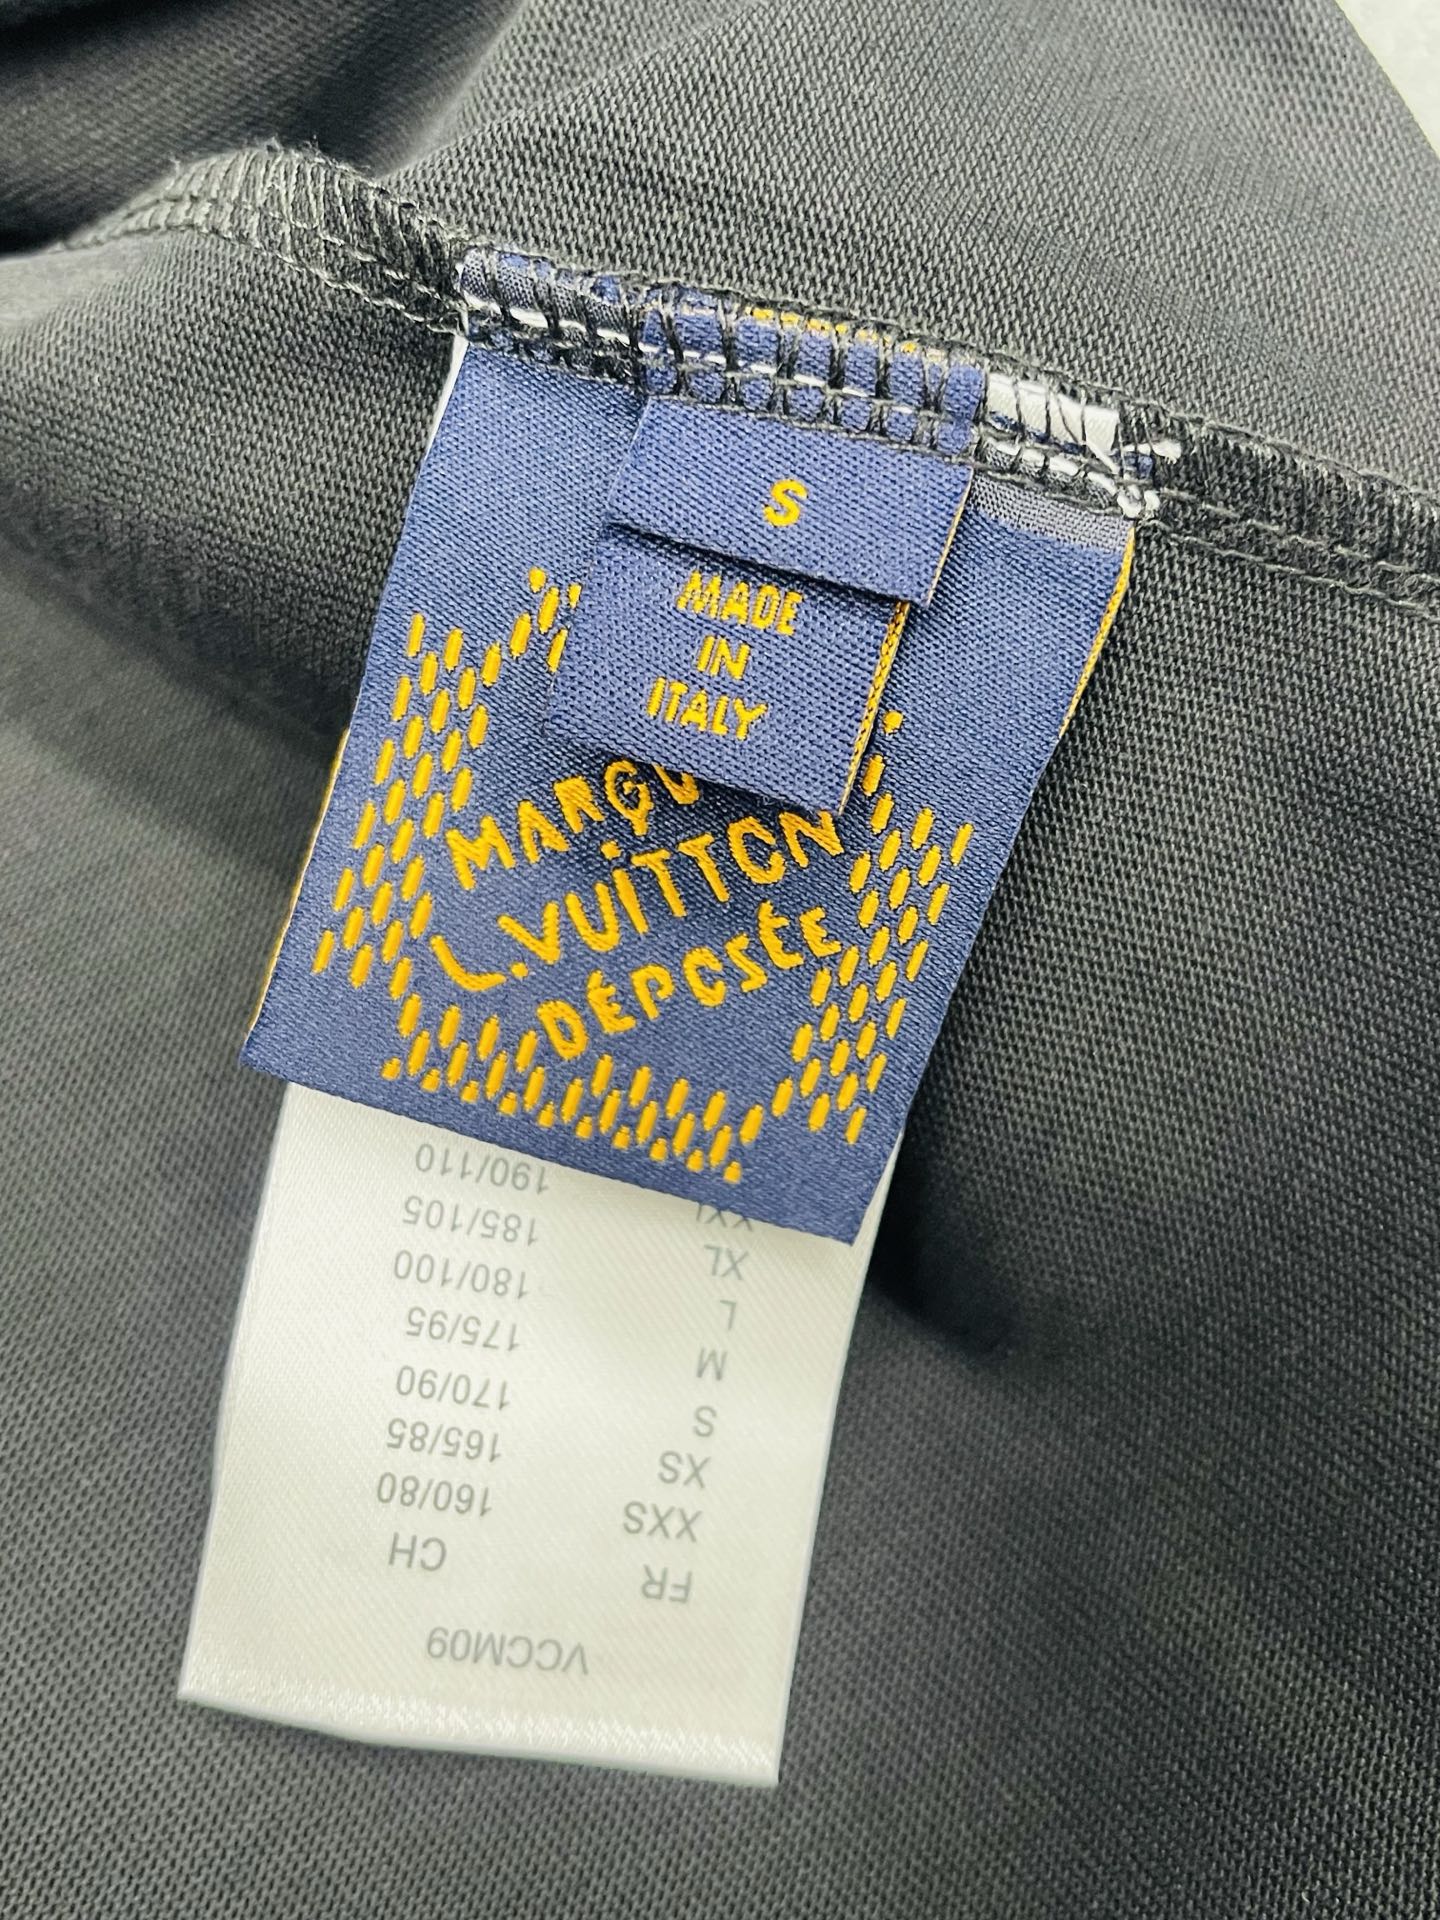 S
MADE
IN
ITALY
L.VUITTON
DÉPOSÉE
190/110
XXL 185/105
XL 180/100
L 175/95
M 170/90
S 165/85
XS 160/80
XXS CH
FR
VCCM09